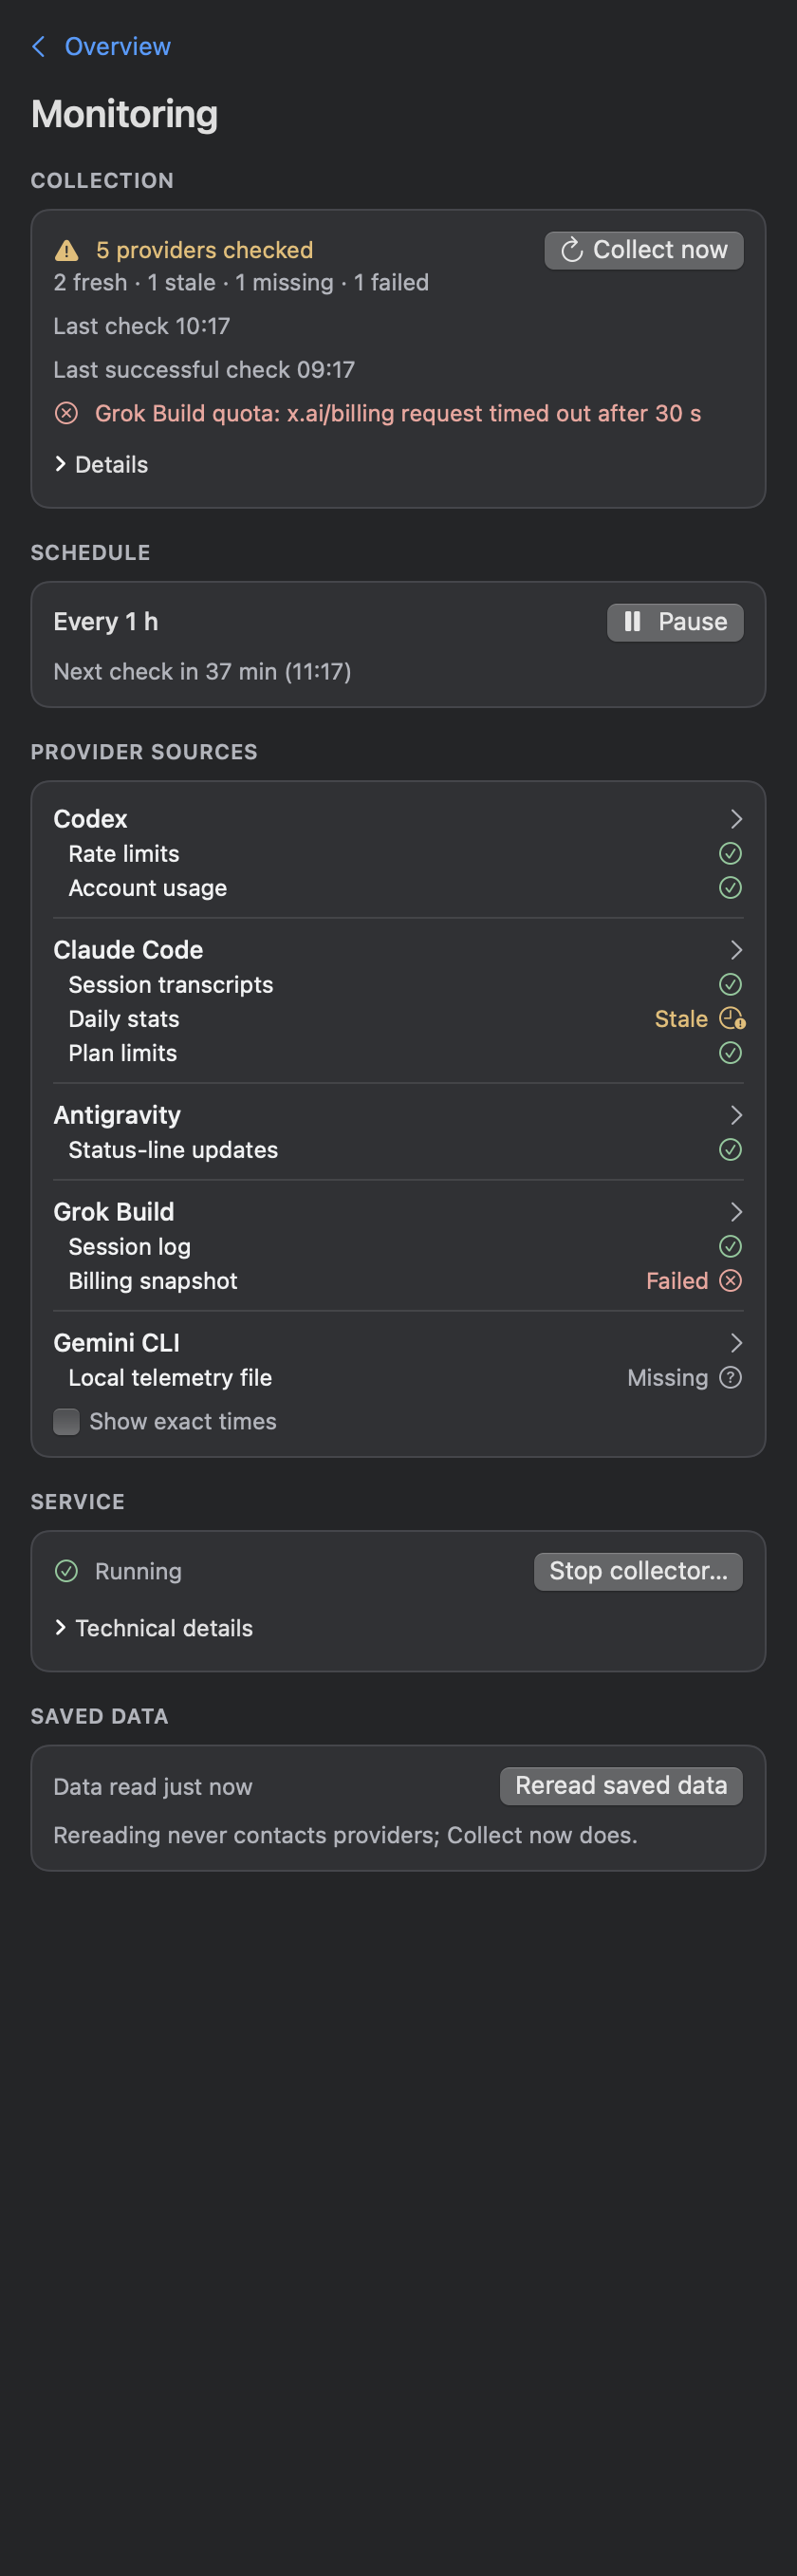 Overview
Monitoring
COLLECTION
5 providers checked
Collect now
2 fresh · 1 stale · 1 missing · 1 failed
Last check 10:17
Last successful check 09:17
Grok Build quota: x.ai/billing request timed out after 30 s
Details
SCHEDULE
Every 1 h
Pause
Next check in 37 min (11:17)
PROVIDER SOURCES
Codex
Rate limits
Account usage
Claude Code
Session transcripts
Daily stats Stale
Plan limits
Antigravity
Status-line updates
Grok Build
Session log
Billing snapshot Failed
Gemini CLI
Local telemetry file Missing
Show exact times
SERVICE
Running
Stop collector...
Technical details
SAVED DATA
Data read just now
Reread saved data
Rereading never contacts providers; Collect now does.